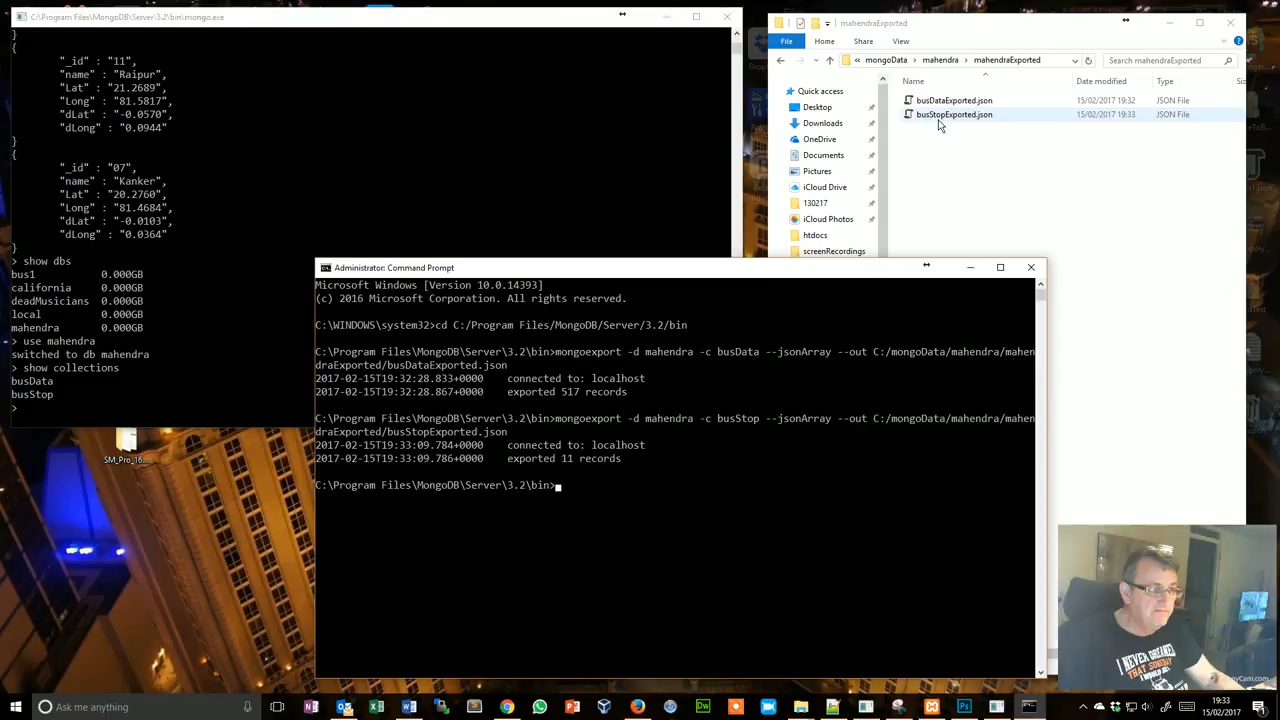 C:\Program Files\MongoDB\Server\3.2\bin\mongo.exe
}
{
"_id" : "11",
"name" : "Raipur",
"Lat" : "21.2689",
"Long" : "81.5817",
"dLat" : "-0.0570",
"dLong" : "0.0944"
}
{
"_id" : "07",
"name" : "Kanker",
"Lat" : "20.2760",
"Long" : "81.4684",
"dLat" : "-0.0103",
"dLong" : "0.0364"
}
> show dbs
bus1 0.000GB
california 0.000GB
deadMusicians 0.000GB
local 0.000GB
mahendra 0.000GB
> use mahendra
switched to db mahendra
> show collections
busData
busStop
>
mahendraExported
File Home Share View
« mongoData > mahendra > mahendraExported
Search mahendraExported
Name Date modified Type Siz
busDataExported.json 15/02/2017 19:32 JSON File
busStopExported.json 15/02/2017 19:33 JSON File
Quick access
Desktop
Downloads
OneDrive
Documents
Pictures
iCloud Drive
130217
iCloud Photos
htdocs
screenRecordings
Administrator: Command Prompt
Microsoft Windows [Version 10.0.14393]
(c) 2016 Microsoft Corporation. All rights reserved.
C:\WINDOWS\system32>cd C:/Program Files/MongoDB/Server/3.2/bin
C:\Program Files\MongoDB\Server\3.2\bin>mongoexport -d mahendra -c busData --jsonArray --out C:/mongoData/mahendra/mahen
draExported/busDataExported.json
2017-02-15T19:32:28.833+0000 connected to: localhost
2017-02-15T19:32:28.867+0000 exported 517 records
C:\Program Files\MongoDB\Server\3.2\bin>mongoexport -d mahendra -c busStop --jsonArray --out C:/mongoData/mahendra/mahen
draExported/busStopExported.json
2017-02-15T19:33:09.784+0000 connected to: localhost
2017-02-15T19:33:09.786+0000 exported 11 records
C:\Program Files\MongoDB\Server\3.2\bin>
SM_Pro_16....
I NEVER DREAMED
THAT SOMEDAY
Ask me anything
19:33
15/02/2017